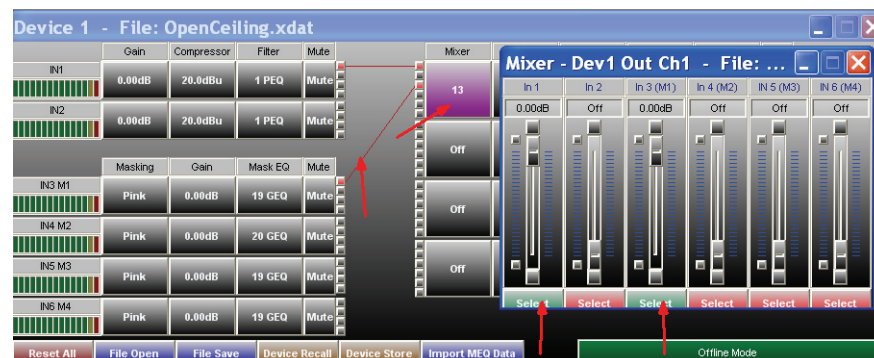 Device 1 - File: OpenCeiling.xdat
Gain Compressor Filter Mute Mixer
IN1 0.00dB 20.0dBu 1 PEQ Mute 13
IN2 0.00dB 20.0dBu 1 PEQ Mute Off
Masking Gain Mask EQ Mute
IN3 M1 Pink 0.00dB 19 GEQ Mute Off
IN4 M2 Pink 0.00dB 20 GEQ Mute
IN5 M3 Pink 0.00dB 19 GEQ Mute Off
IN6 M4 Pink 0.00dB 19 GEQ Mute
Reset All File Open File Save Device Recall Device Store Import MEQ Data Offline Mode
Mixer - Dev1 Out Ch1 - File: ...
In 1 In 2 In 3 (M1) In 4 (M2) IN 5 (M3) IN 6 (M4)
0.00dB Off 0.00dB Off Off Off
Select Select Select Select Select Select